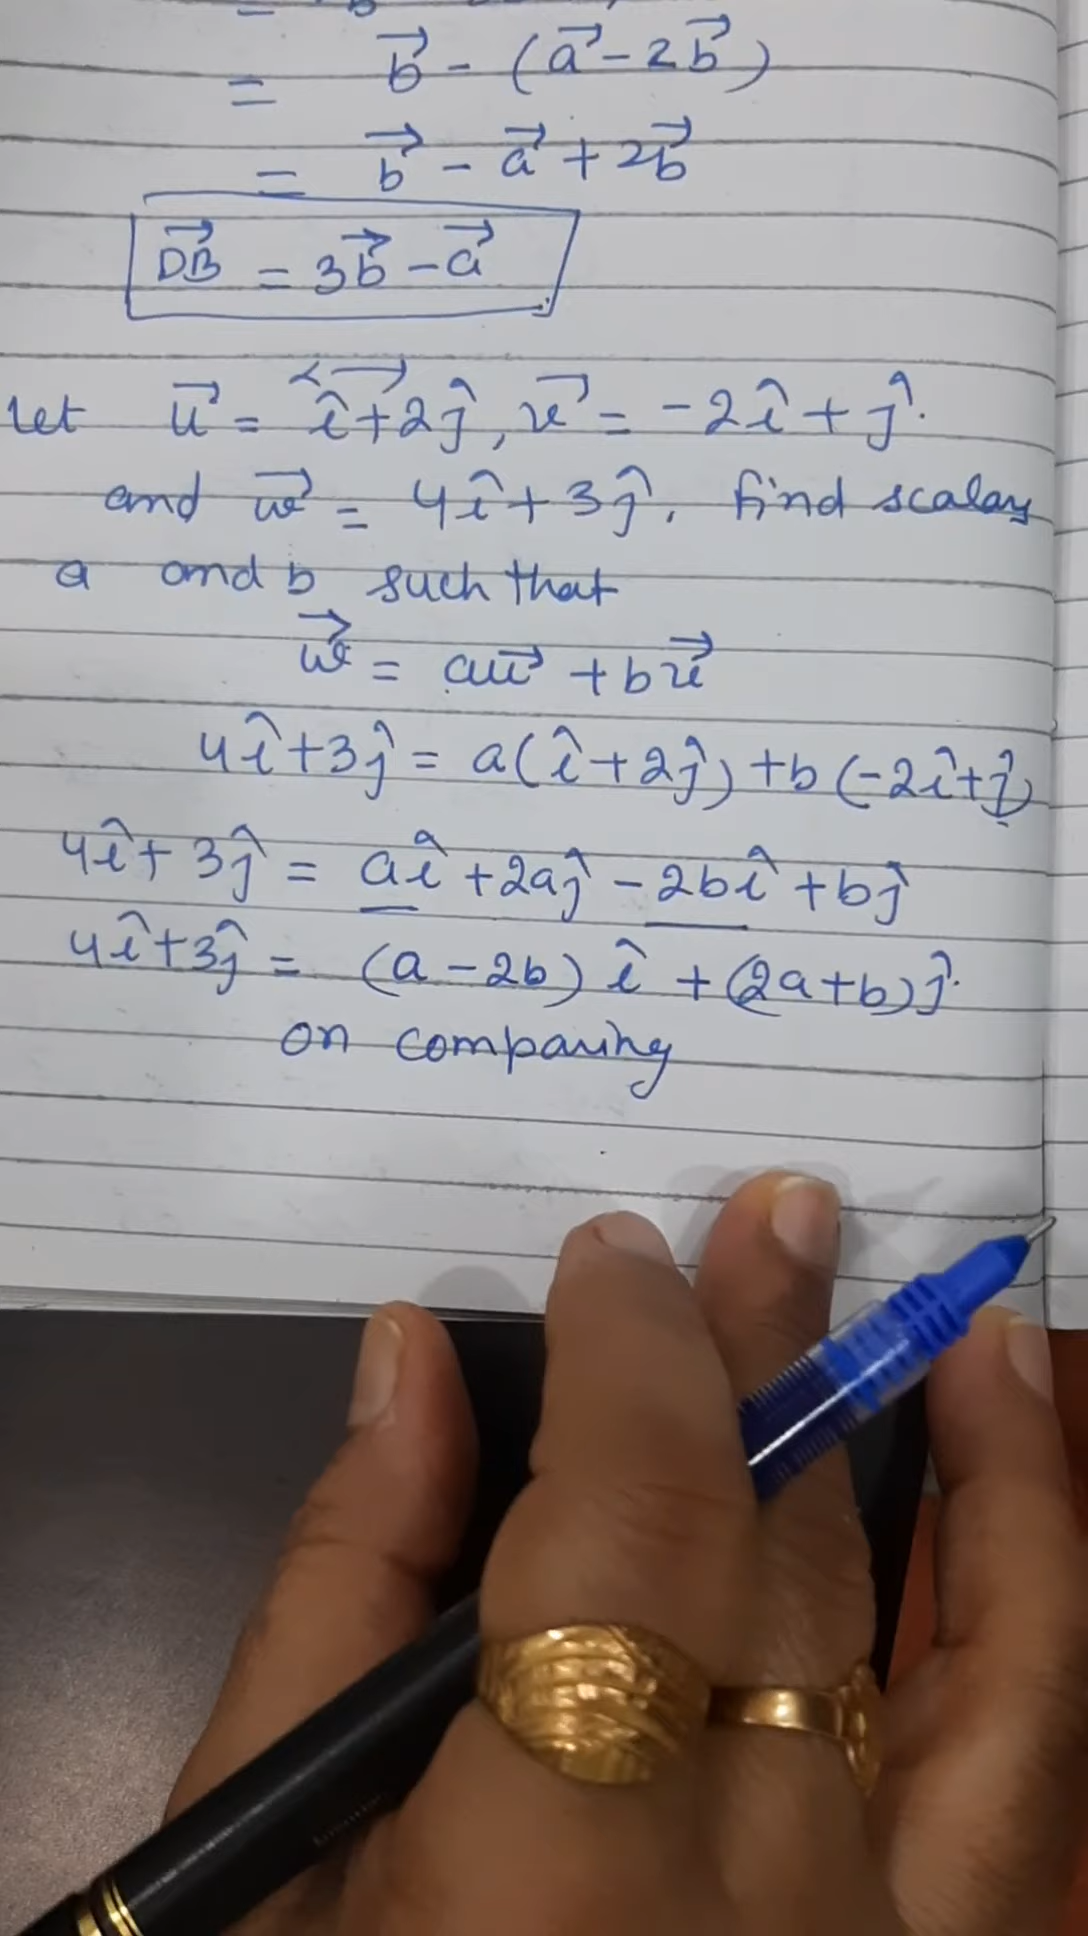 = b⃗ - (a⃗ - 2b⃗)
= b⃗ - a⃗ + 2b⃗
DB⃗ = 3b⃗ - a⃗
Let u⃗ = î + 2ĵ, v⃗ = -2î + ĵ.
and w⃗ = 4î + 3ĵ. find scalars
a and b such that
w⃗ = au⃗ + bv⃗
4î + 3ĵ = a(î + 2ĵ) + b(-2î + ĵ)
4î + 3ĵ = aî + 2aĵ - 2bî + bĵ
4î + 3ĵ = (a - 2b) î + (2a + b) ĵ.
on comparing